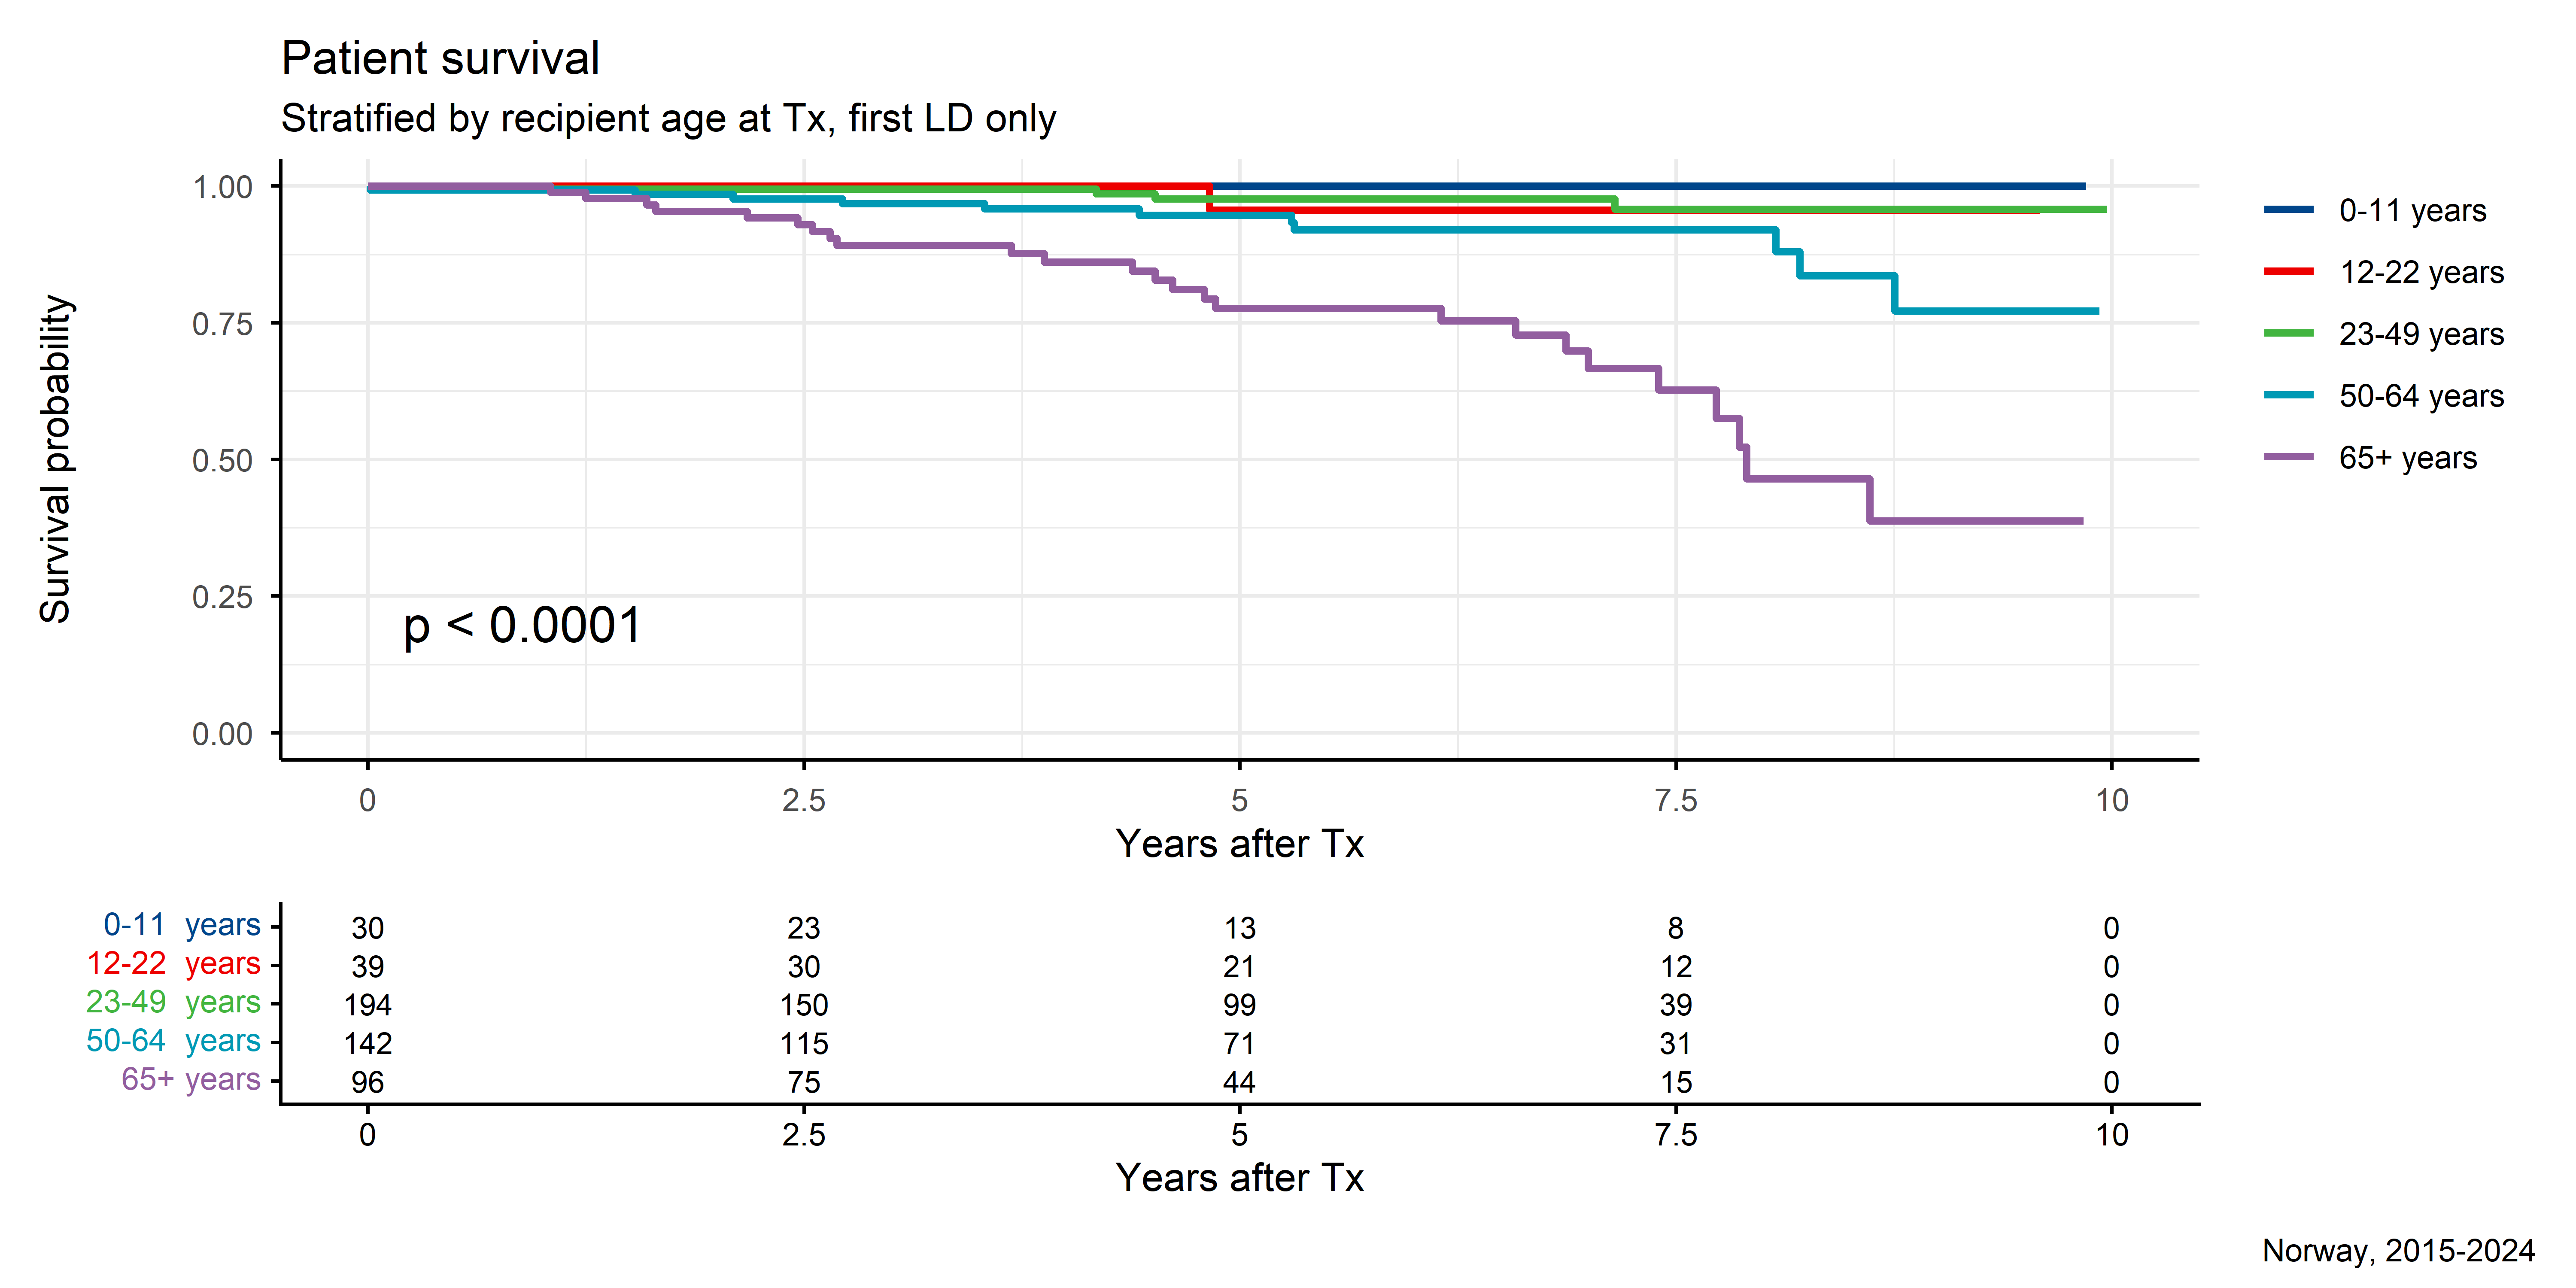 Patient survival
Stratified by recipient age at Tx, first LD only
Survival probability
1.00
0.75
0.50
0.25
0.00
p < 0.0001
0 2.5 5 7.5 10
Years after Tx
0-11 years
12-22 years
23-49 years
50-64 years
65+ years
0-11 years 30 23 13 8 0
12-22 years 39 30 21 12 0
23-49 years 194 150 99 39 0
50-64 years 142 115 71 31 0
65+ years 96 75 44 15 0
0 2.5 5 7.5 10
Years after Tx
Norway, 2015-2024